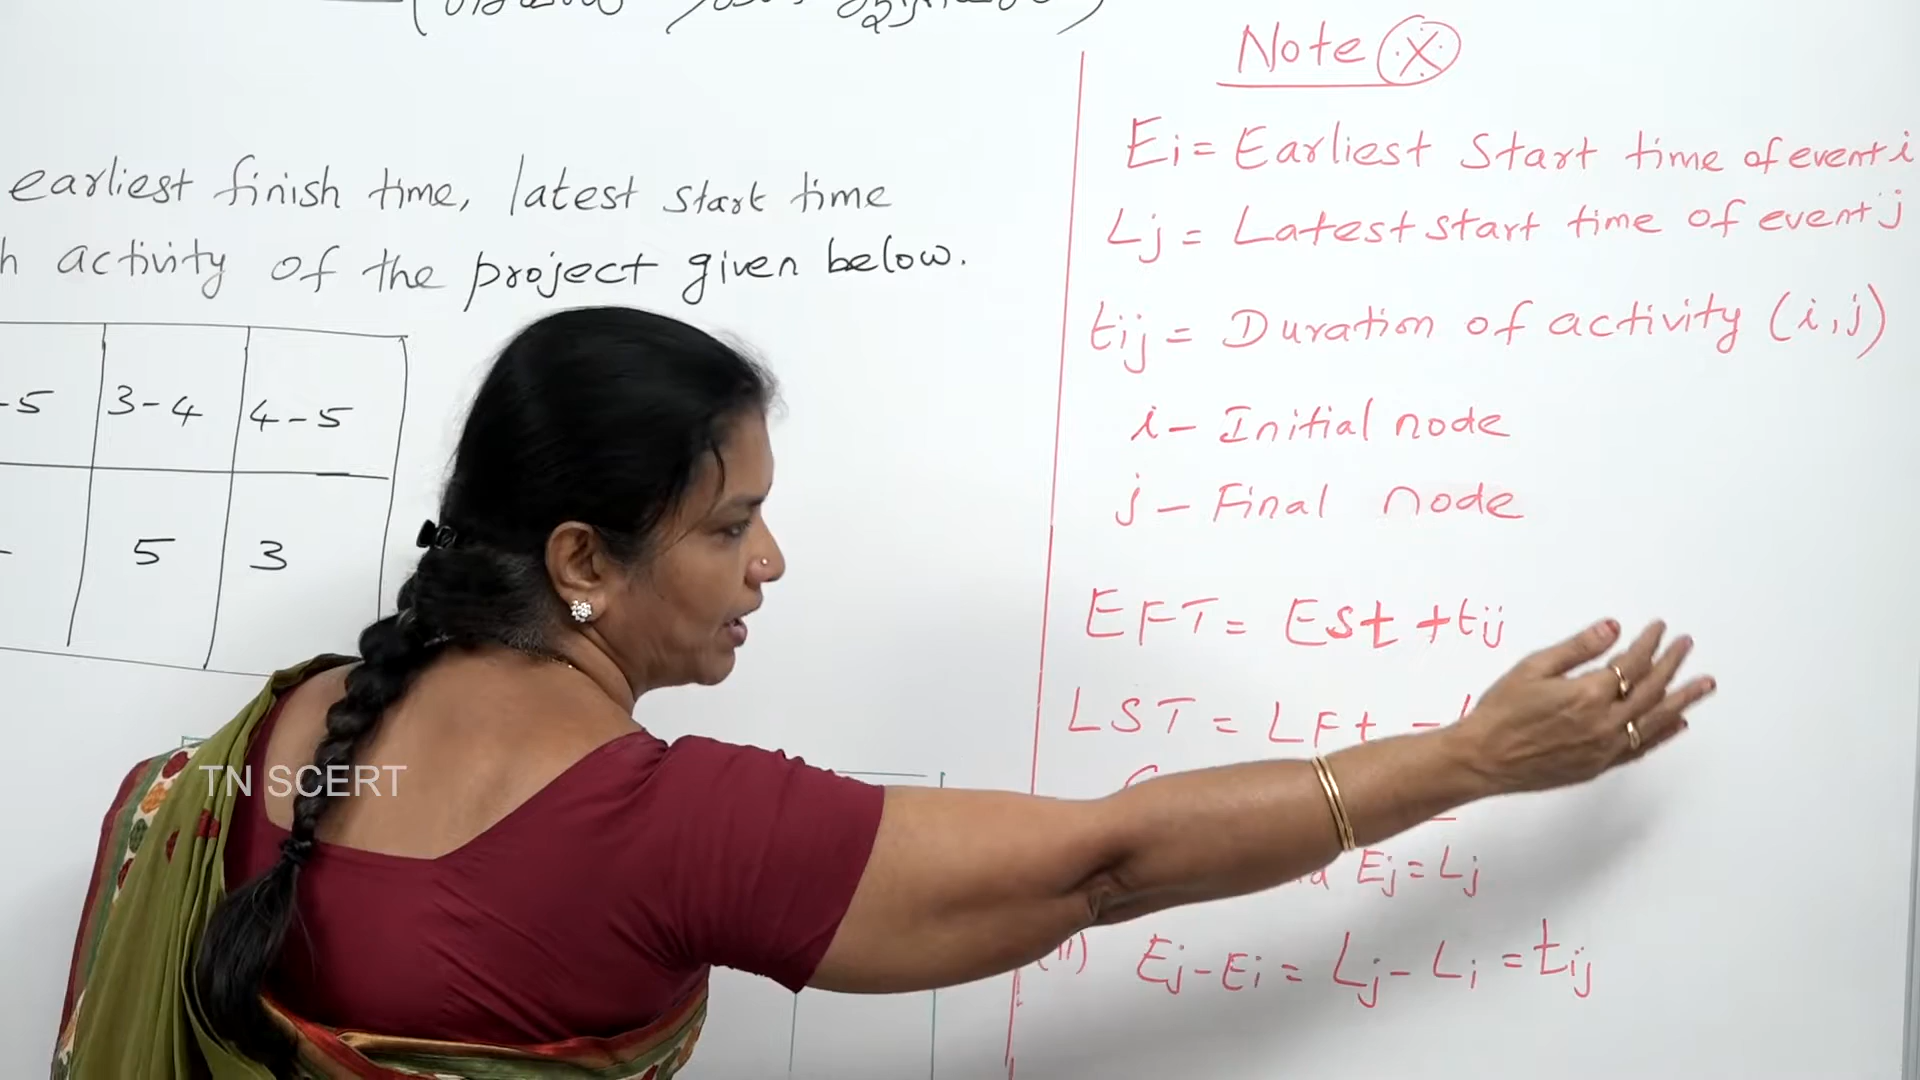 earliest finish time, latest start time
h activity of the project given below.
-5 3-4 4-5
- 5 3
Note X
Ei = Earliest Start time of event i
Lj = Latest start time of event j
tij = Duration of activity (i,j)
i - Initial node
j - Final node
EFT = Est + tij
LST = LFt -
Ej = Lj
(ii) Ej - Ei = Lj - Li = tij
TN SCERT